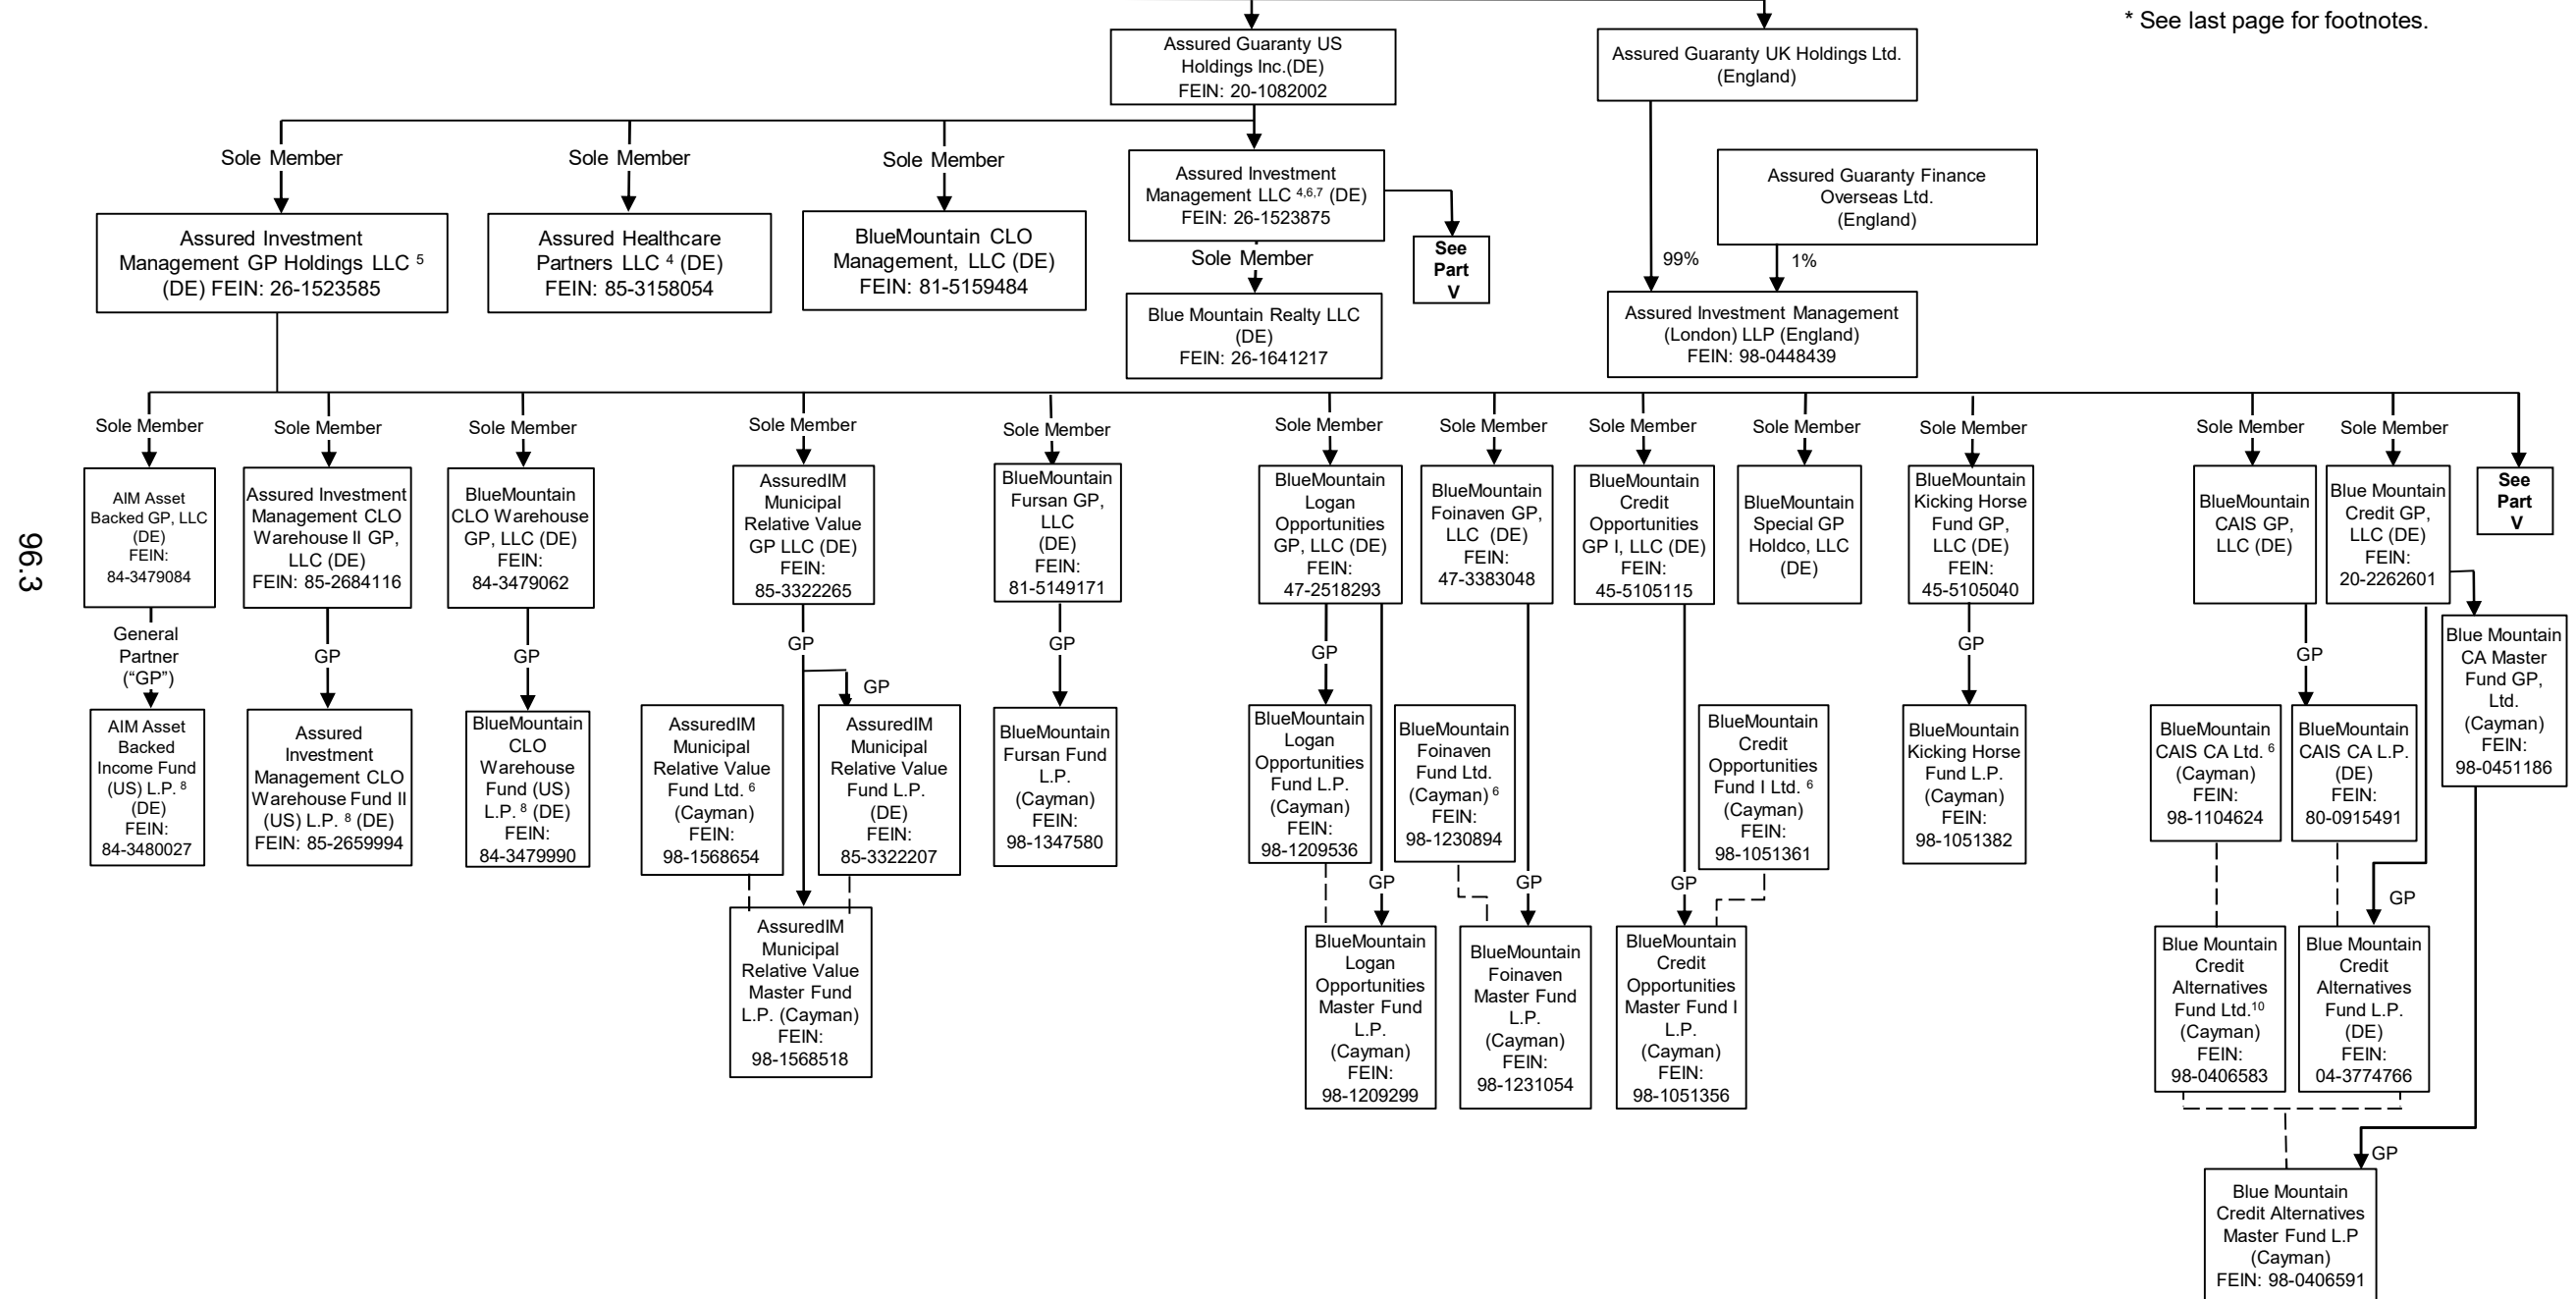 * See last page for footnotes.
Assured Guaranty US
Holdings Inc.(DE)
FEIN: 20-1082002
Assured Guaranty UK Holdings Ltd.
(England)
Sole Member
Sole Member
Sole Member
Assured Investment
Management LLC 4,6,7 (DE)
FEIN: 26-1523875
Assured Guaranty Finance
Overseas Ltd.
(England)
Assured Investment
Management GP Holdings LLC 5
(DE) FEIN: 26-1523585
Assured Healthcare
Partners LLC 4 (DE)
FEIN: 85-3158054
BlueMountain CLO
Management, LLC (DE)
FEIN: 81-5159484
Sole Member
See
Part
V
99%
1%
Blue Mountain Realty LLC
(DE)
FEIN: 26-1641217
Assured Investment Management
(London) LLP (England)
FEIN: 98-0448439
Sole Member
Sole Member
Sole Member
Sole Member
Sole Member
Sole Member
Sole Member
Sole Member
Sole Member
Sole Member
Sole Member
Sole Member
AIM Asset
Backed GP, LLC
(DE)
FEIN:
84-3479084
Assured Investment
Management CLO
Warehouse II GP,
LLC (DE)
FEIN: 85-2684116
BlueMountain
CLO Warehouse
GP, LLC (DE)
FEIN:
84-3479062
AssuredIM
Municipal
Relative Value
GP LLC (DE)
FEIN:
85-3322265
BlueMountain
Fursan GP,
LLC
(DE)
FEIN:
81-5149171
BlueMountain
Logan
Opportunities
GP, LLC (DE)
FEIN:
47-2518293
BlueMountain
Foinaven GP,
LLC (DE)
FEIN:
47-3383048
BlueMountain
Credit
Opportunities
GP I, LLC (DE)
FEIN:
45-5105115
BlueMountain
Special GP
Holdco, LLC
(DE)
BlueMountain
Kicking Horse
Fund GP,
LLC (DE)
FEIN:
45-5105040
BlueMountain
CAIS GP,
LLC (DE)
Blue Mountain
Credit GP,
LLC (DE)
FEIN:
20-2262601
See
Part
V
96.3
General
Partner
(“GP”)
GP
GP
GP
GP
GP
GP
GP
GP
Blue Mountain
CA Master
Fund GP,
Ltd.
(Cayman)
FEIN:
98-0451186
AIM Asset
Backed
Income Fund
(US) L.P. 8
(DE)
FEIN:
84-3480027
Assured
Investment
Management CLO
Warehouse Fund II
(US) L.P. 8 (DE)
FEIN: 85-2659994
BlueMountain
CLO
Warehouse
Fund (US)
L.P. 8 (DE)
FEIN:
84-3479990
AssuredIM
Municipal
Relative Value
Fund Ltd. 6
(Cayman)
FEIN:
98-1568654
AssuredIM
Municipal
Relative Value
Fund L.P.
(DE)
FEIN:
85-3322207
BlueMountain
Fursan Fund
L.P.
(Cayman)
FEIN:
98-1347580
BlueMountain
Logan
Opportunities
Fund L.P.
(Cayman)
FEIN:
98-1209536
BlueMountain
Foinaven
Fund Ltd.
(Cayman) 6
FEIN:
98-1230894
BlueMountain
Credit
Opportunities
Fund I Ltd. 6
(Cayman)
FEIN:
98-1051361
BlueMountain
Kicking Horse
Fund L.P.
(Cayman)
FEIN:
98-1051382
BlueMountain
CAIS CA Ltd. 6
(Cayman)
FEIN:
98-1104624
BlueMountain
CAIS CA L.P.
(DE)
FEIN:
80-0915491
GP
GP
GP
GP
AssuredIM
Municipal
Relative Value
Master Fund
L.P. (Cayman)
FEIN:
98-1568518
BlueMountain
Logan
Opportunities
Master Fund
L.P.
(Cayman)
FEIN:
98-1209299
BlueMountain
Foinaven
Master Fund
L.P.
(Cayman)
FEIN:
98-1231054
BlueMountain
Credit
Opportunities
Master Fund I
L.P.
(Cayman)
FEIN:
98-1051356
Blue Mountain
Credit
Alternatives
Fund Ltd.10
(Cayman)
FEIN:
98-0406583
Blue Mountain
Credit
Alternatives
Fund L.P.
(DE)
FEIN:
04-3774766
GP
Blue Mountain
Credit Alternatives
Master Fund L.P
(Cayman)
FEIN: 98-0406591